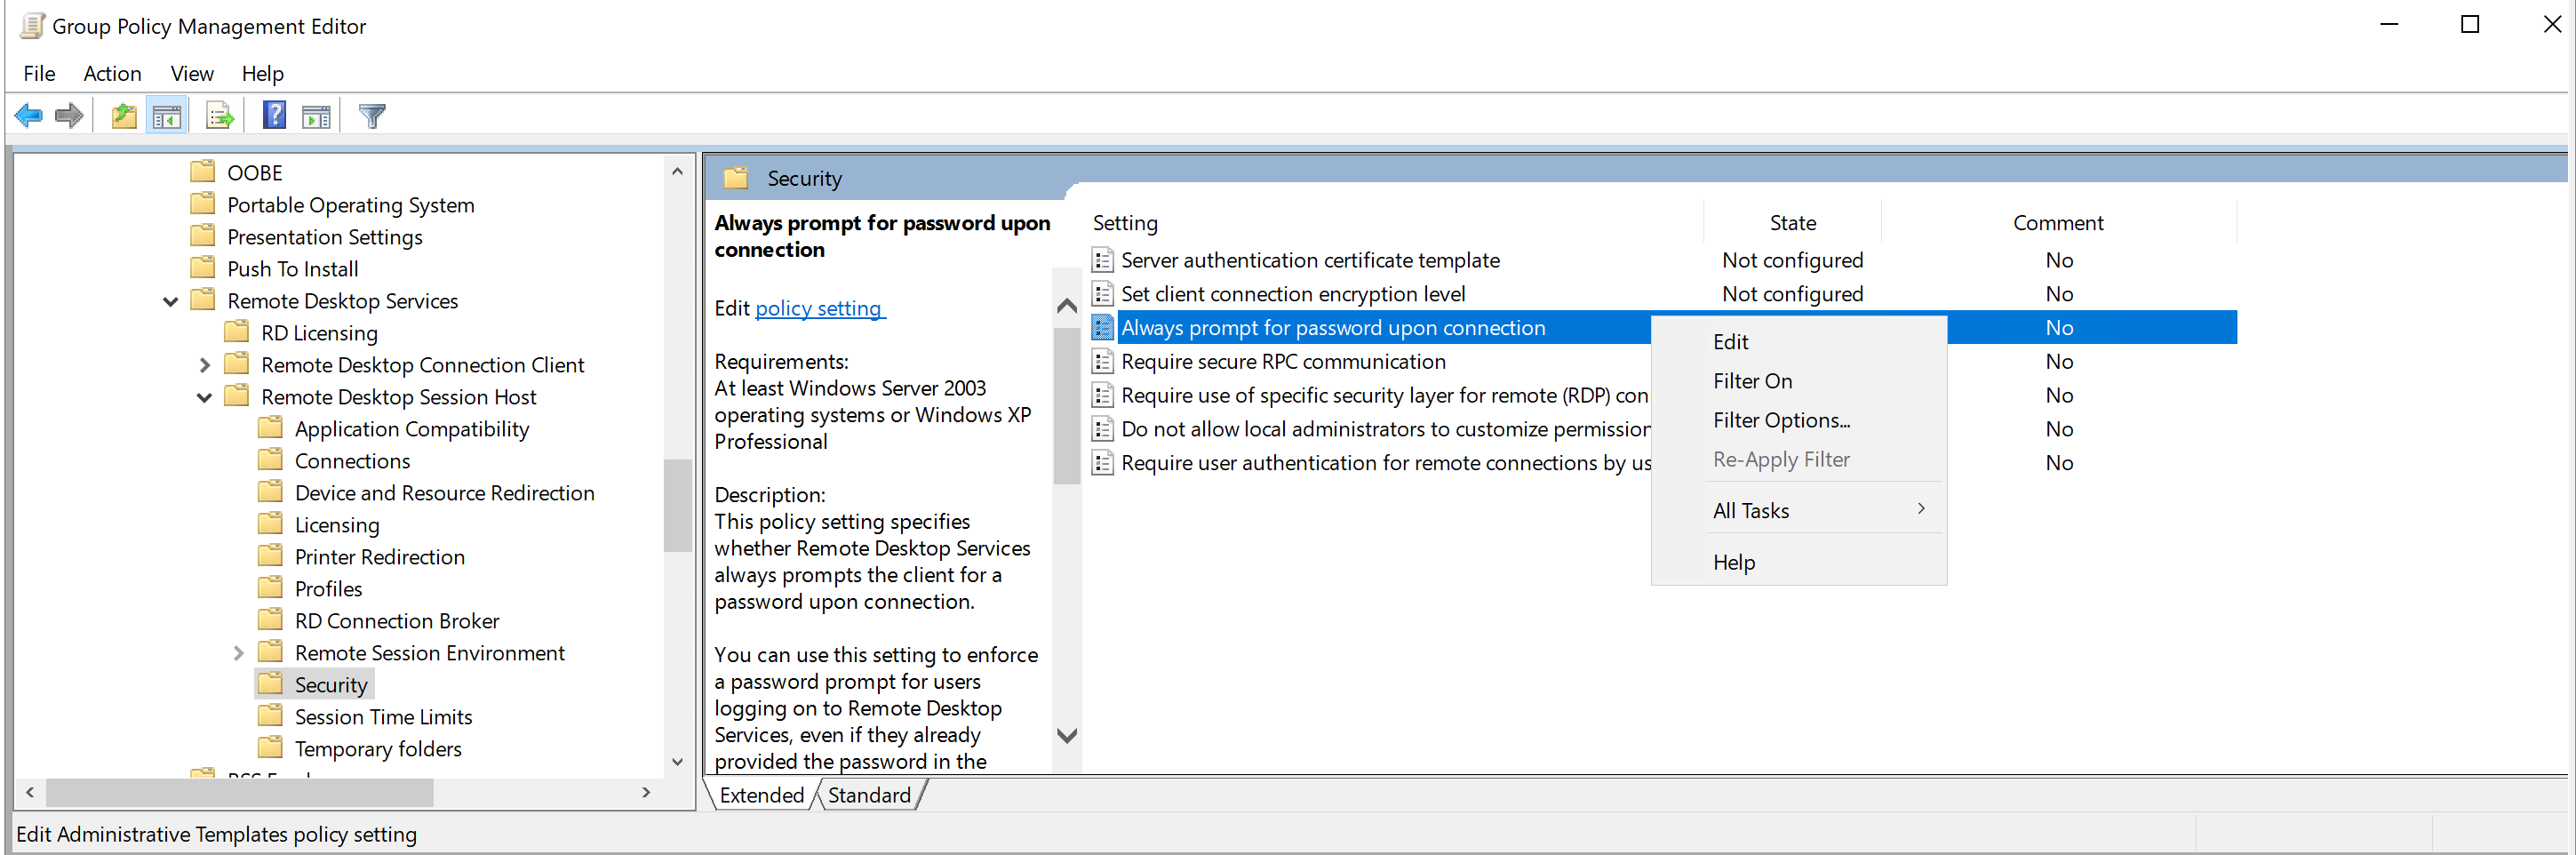 Group Policy Management Editor
File Action View Help
OOBE
Portable Operating System
Presentation Settings
Push To Install
Remote Desktop Services
RD Licensing
Remote Desktop Connection Client
Remote Desktop Session Host
Application Compatibility
Connections
Device and Resource Redirection
Licensing
Printer Redirection
Profiles
RD Connection Broker
Remote Session Environment
Security
Session Time Limits
Temporary folders
Security
Always prompt for password upon
connection
Edit policy setting
Requirements:
At least Windows Server 2003
operating systems or Windows XP
Professional
Description:
This policy setting specifies
whether Remote Desktop Services
always prompts the client for a
password upon connection.
You can use this setting to enforce
a password prompt for users
logging on to Remote Desktop
Services, even if they already
provided the password in the
Setting State Comment
Server authentication certificate template Not configured No
Set client connection encryption level Not configured No
Always prompt for password upon connection No
Require secure RPC communication No
Require use of specific security layer for remote (RDP) con No
Do not allow local administrators to customize permission No
Require user authentication for remote connections by us No
Edit
Filter On
Filter Options...
Re-Apply Filter
All Tasks
Help
Extended Standard
Edit Administrative Templates policy setting